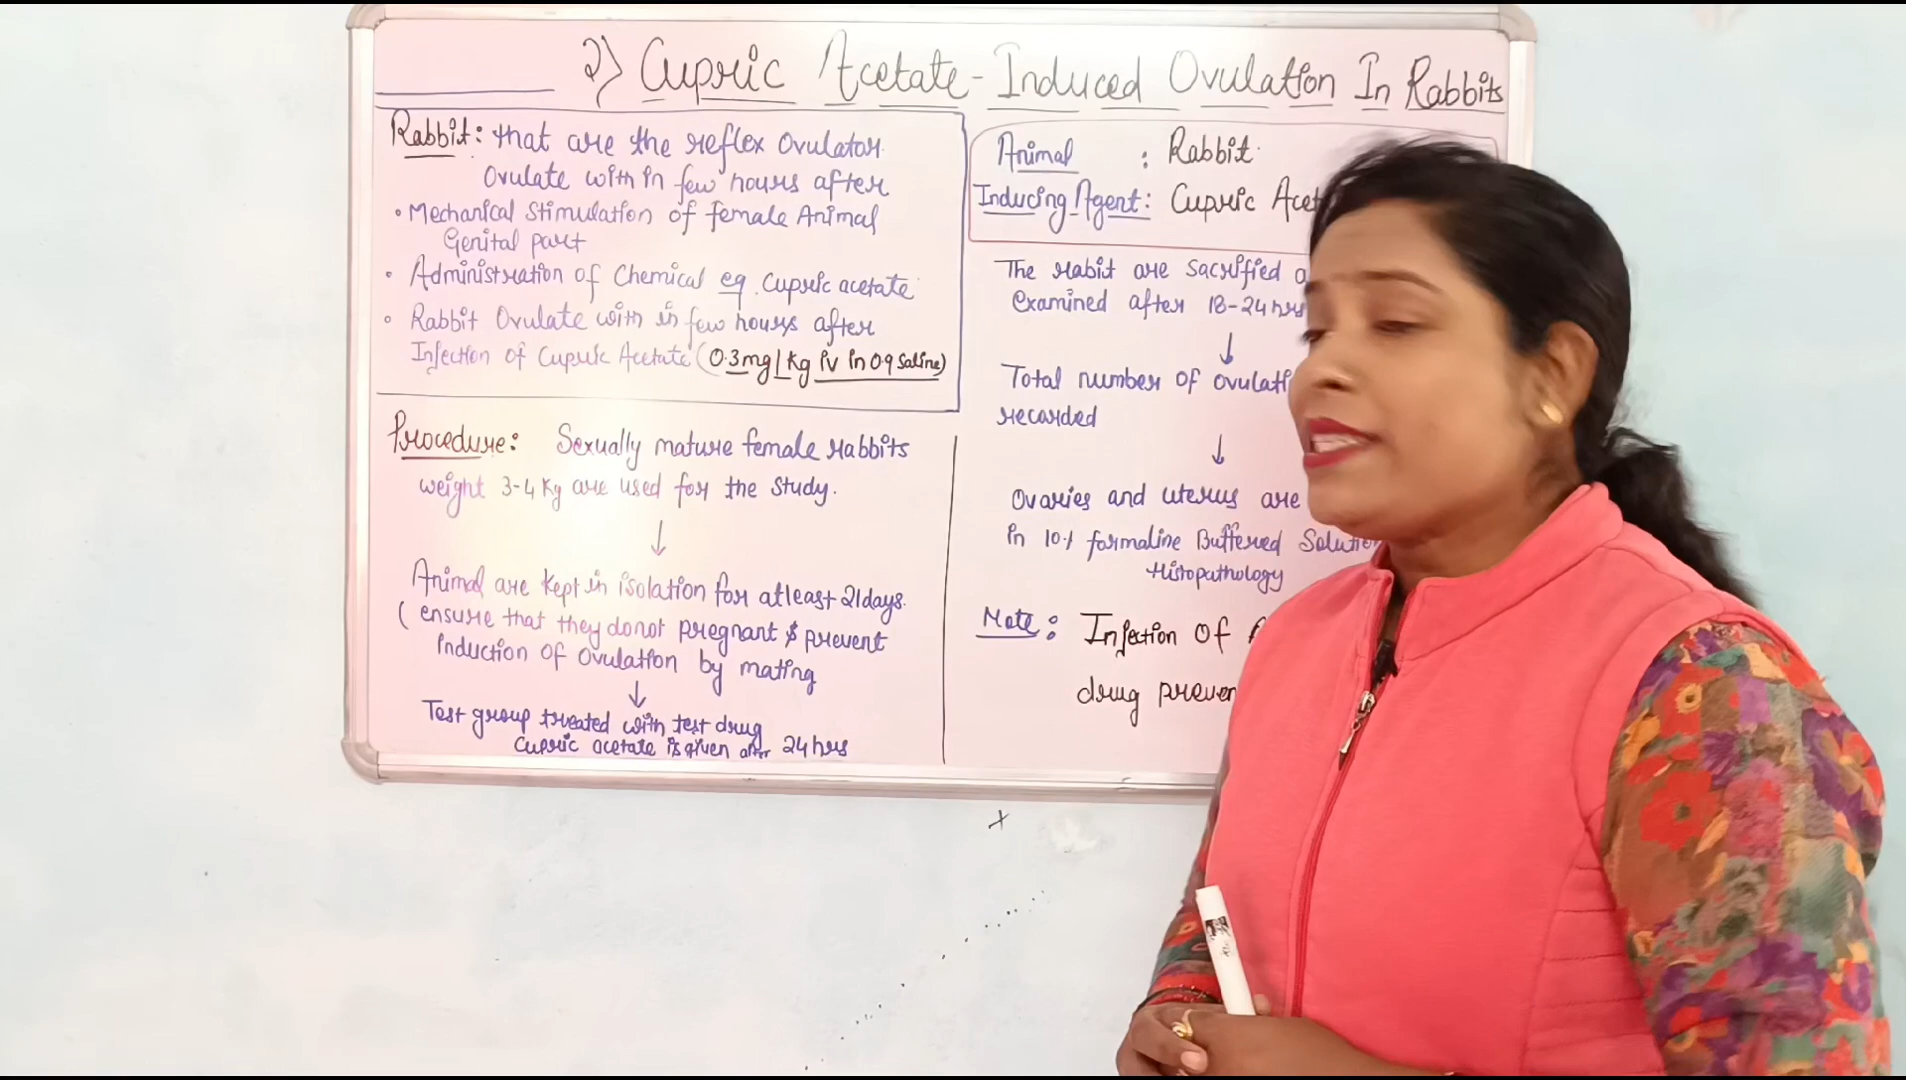 2) Cupric Acetate-Induced Ovulation In Rabbits
Rabbit: that are the reflex Ovulator
Ovulate with in few hours after
• Mechanical Stimulation of female Animal
Genital part
• Administration of Chemical eg. Cupric acetate
• Rabbit Ovulate with in few hours after
Injection of Cupric Acetate (0.3mg/kg iv in 0.9 saline)
Procedure: Sexually mature female rabbits
weight 3-4 Kg are used for the study.
↓
Animal are kept in isolation for atleast 21days.
( ensure that they donot pregnant & prevent
Induction of Ovulation by mating
↓
Test group treated with test drug
Cupric acetate is given after 24 hrs
Animal : Rabbit
Inducing Agent: Cupric Acet
The rabit are sacrified a
Examined after 18-24 hrs
↓
Total number of ovulati
recarded
↓
Ovaries and uterus are
in 10% formaline Buffered Solution
Histopathology
Note: Injection of
drug preven